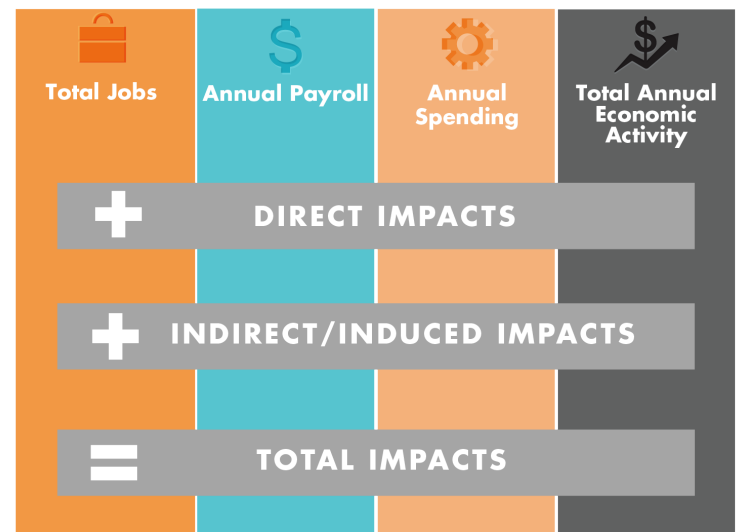 $
$
Total Jobs
Annual Payroll
Annual
Spending
Total Annual
Economic
Activity
+ DIRECT IMPACTS
+ INDIRECT/INDUCED IMPACTS
= TOTAL IMPACTS